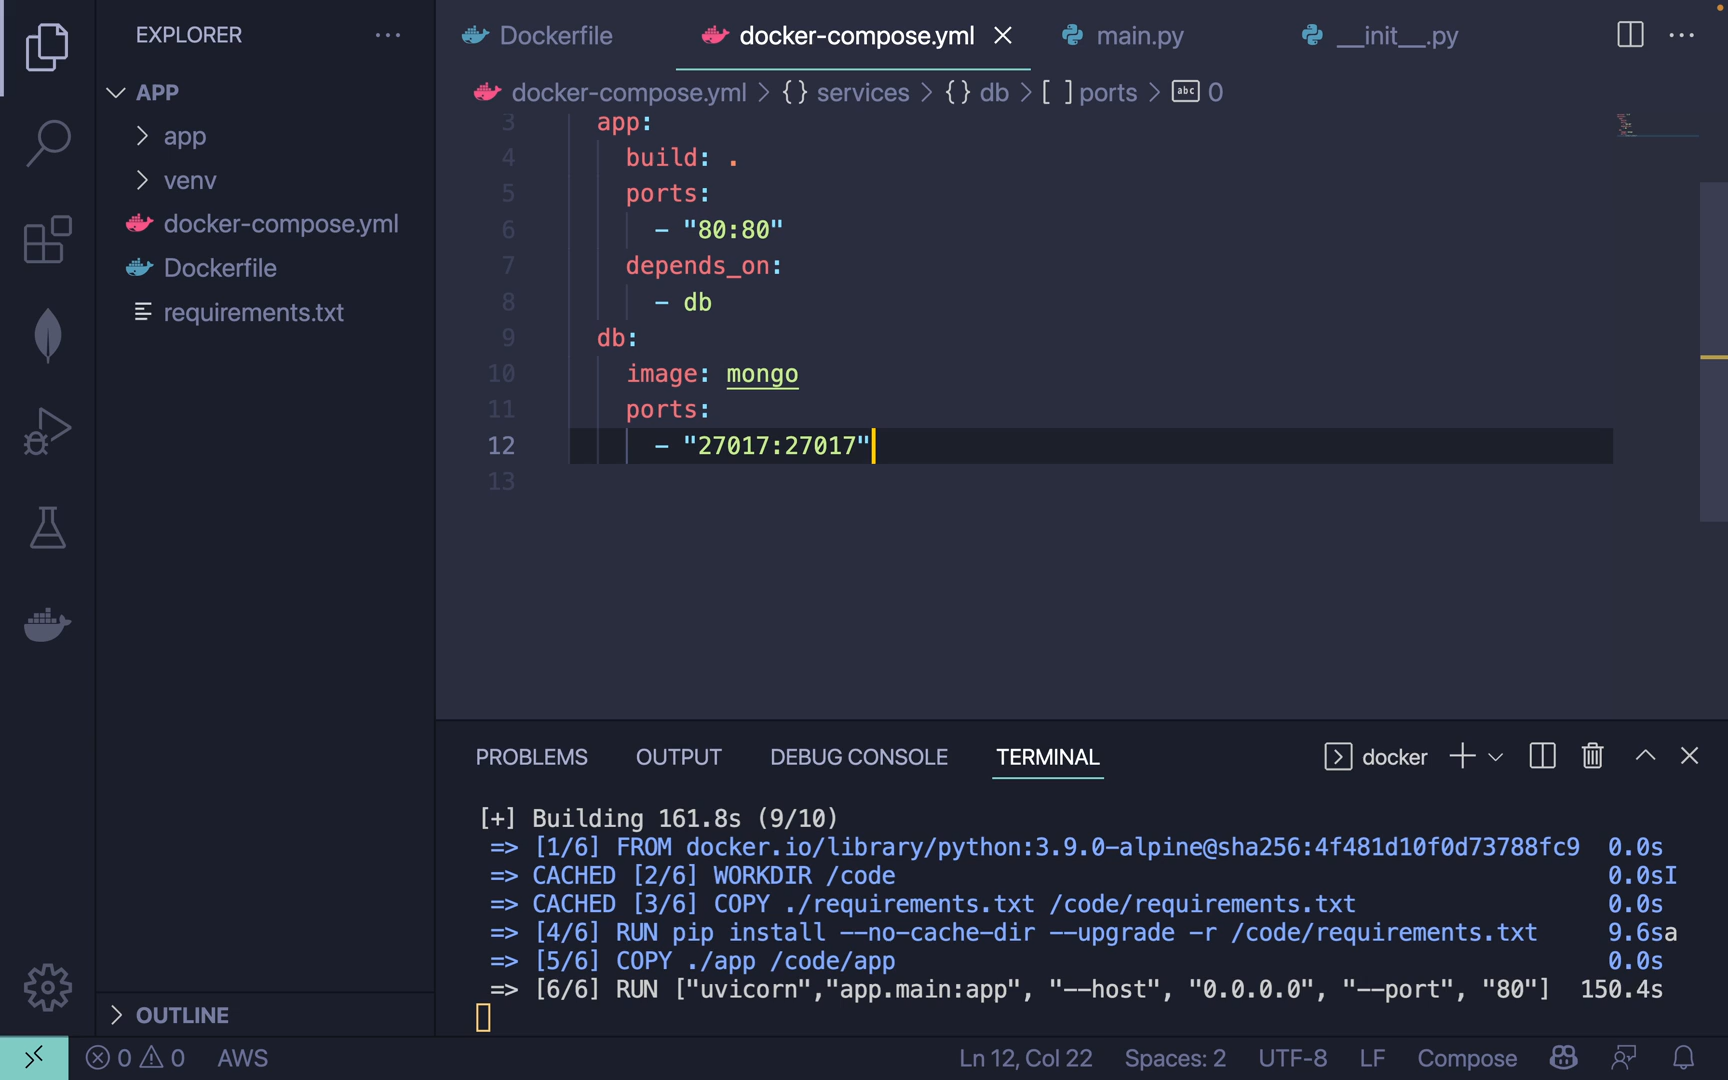 EXPLORER
Dockerfile
docker-compose.yml
main.py
__init__.py
docker-compose.yml > {} services > {} db > [ ] ports > abc 0
APP
app
venv
docker-compose.yml
Dockerfile
requirements.txt
3 app:
4 build: .
5 ports:
6 - "80:80"
7 depends_on:
8 - db
9 db:
10 image: mongo
11 ports:
12 - "27017:27017"
13
PROBLEMS OUTPUT DEBUG CONSOLE TERMINAL docker
[+] Building 161.8s (9/10)
=> [1/6] FROM docker.io/library/python:3.9.0-alpine@sha256:4f481d10f0d73788fc9 0.0s
=> CACHED [2/6] WORKDIR /code 0.0sI
=> CACHED [3/6] COPY ./requirements.txt /code/requirements.txt 0.0s
=> [4/6] RUN pip install --no-cache-dir --upgrade -r /code/requirements.txt 9.6sa
=> [5/6] COPY ./app /code/app 0.0s
=> [6/6] RUN ["uvicorn","app.main:app", "--host", "0.0.0.0", "--port", "80"] 150.4s
OUTLINE
0 0 AWS Ln 12, Col 22 Spaces: 2 UTF-8 LF Compose